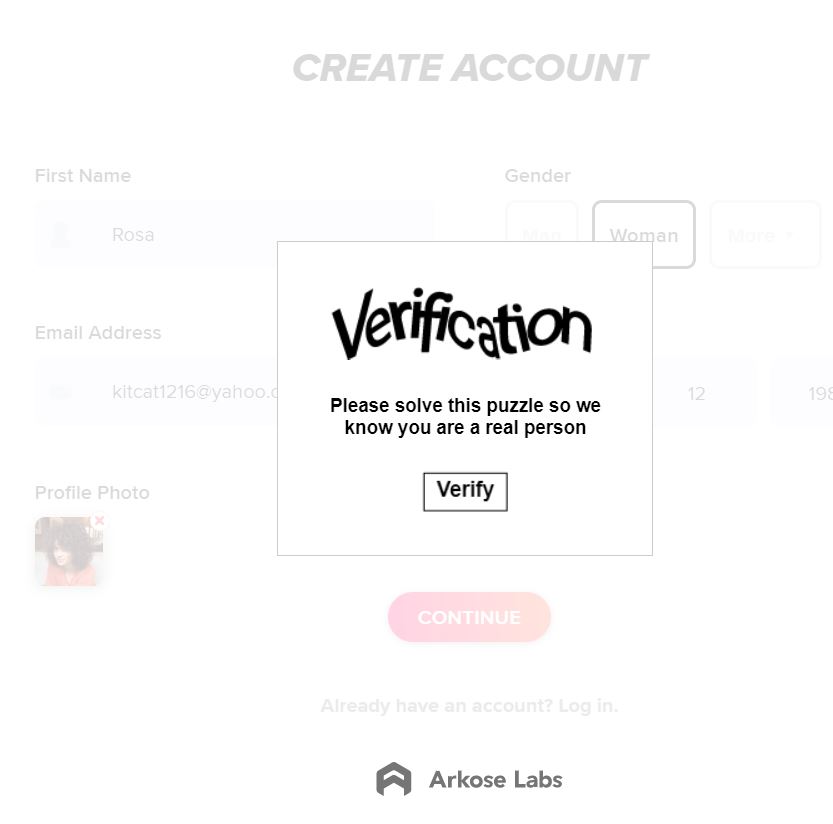 CREATE ACCOUNT
First Name
Gender
Rosa
Man
Woman
More
Verification
Email Address
kitcat1216@yahoo.c
12
198
Please solve this puzzle so we
know you are a real person
Verify
Profile Photo
CONTINUE
Already have an account? Log in.
Arkose Labs